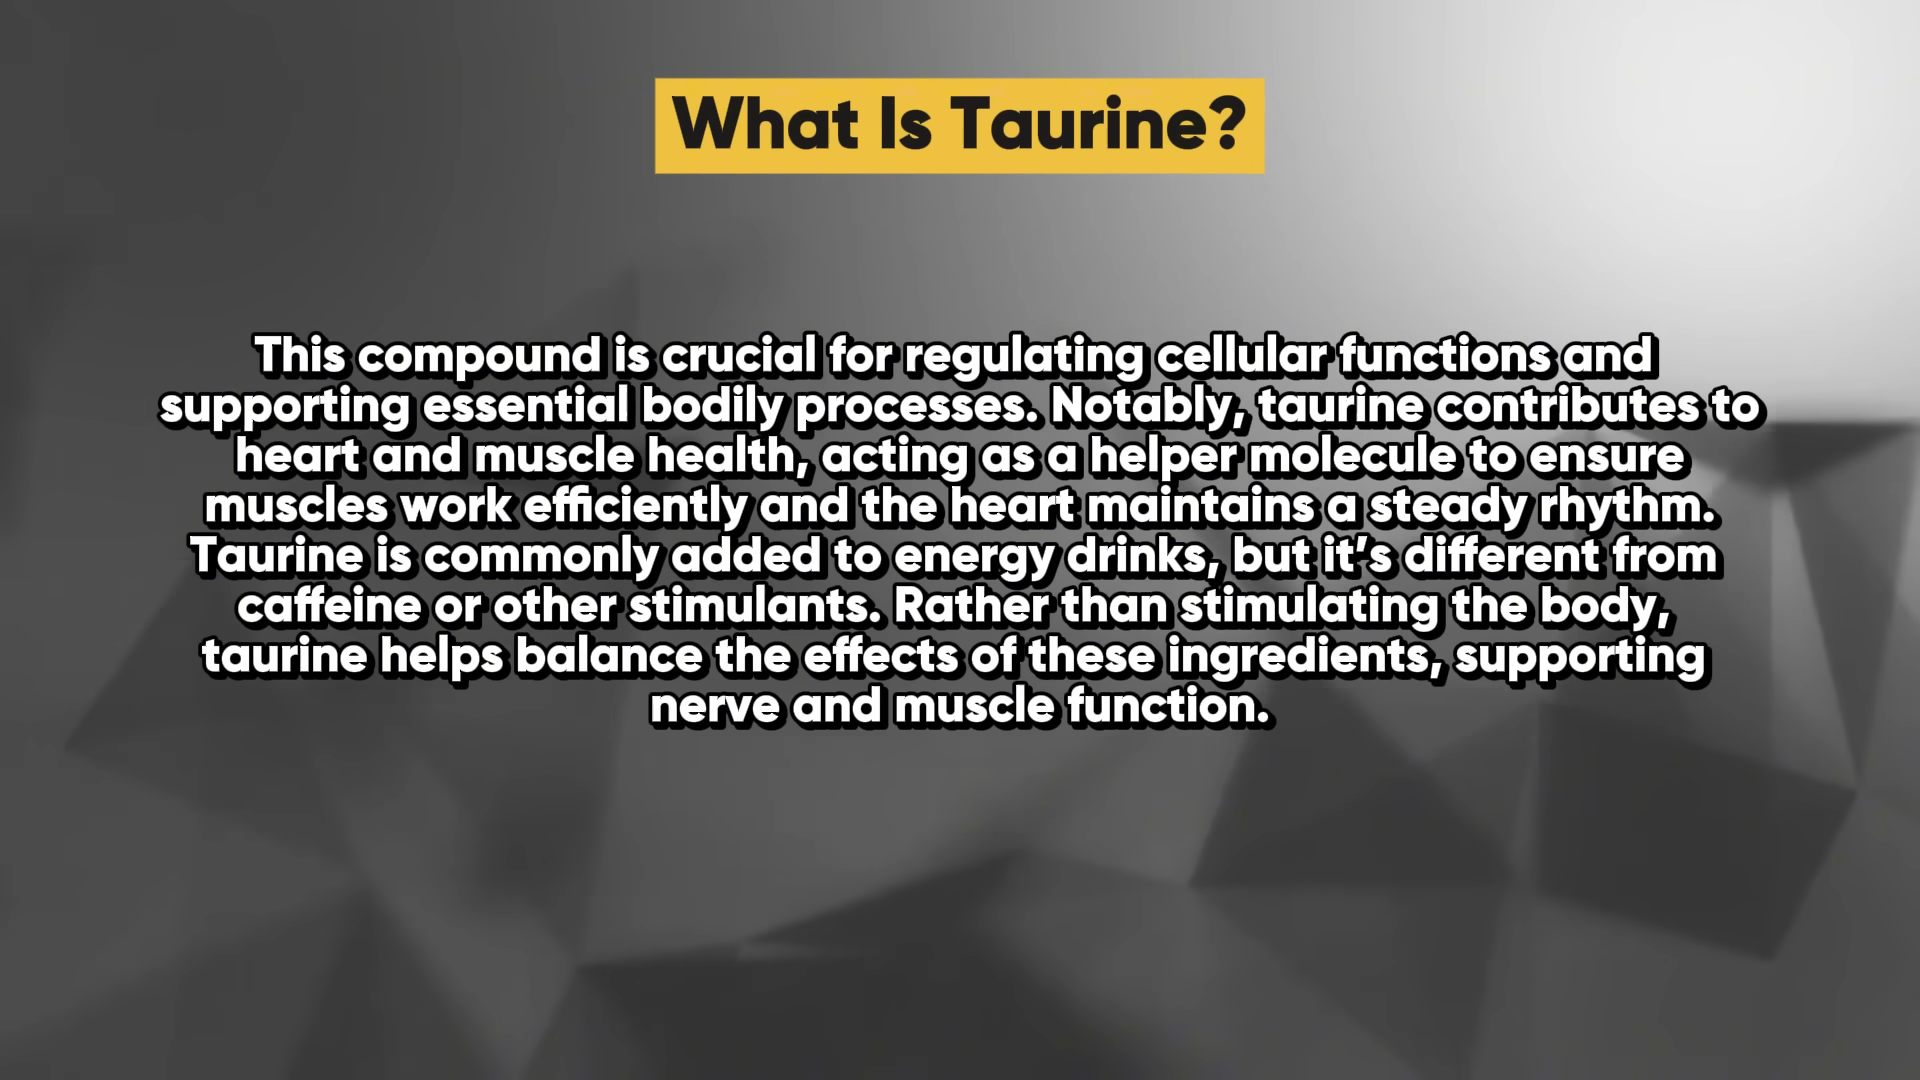 What Is Taurine?
This compound is crucial for regulating cellular functions and
supporting essential bodily processes. Notably, taurine contributes to
heart and muscle health, acting as a helper molecule to ensure
muscles work efficiently and the heart maintains a steady rhythm.
Taurine is commonly added to energy drinks, but it’s different from
caffeine or other stimulants. Rather than stimulating the body,
taurine helps balance the effects of these ingredients, supporting
nerve and muscle function.